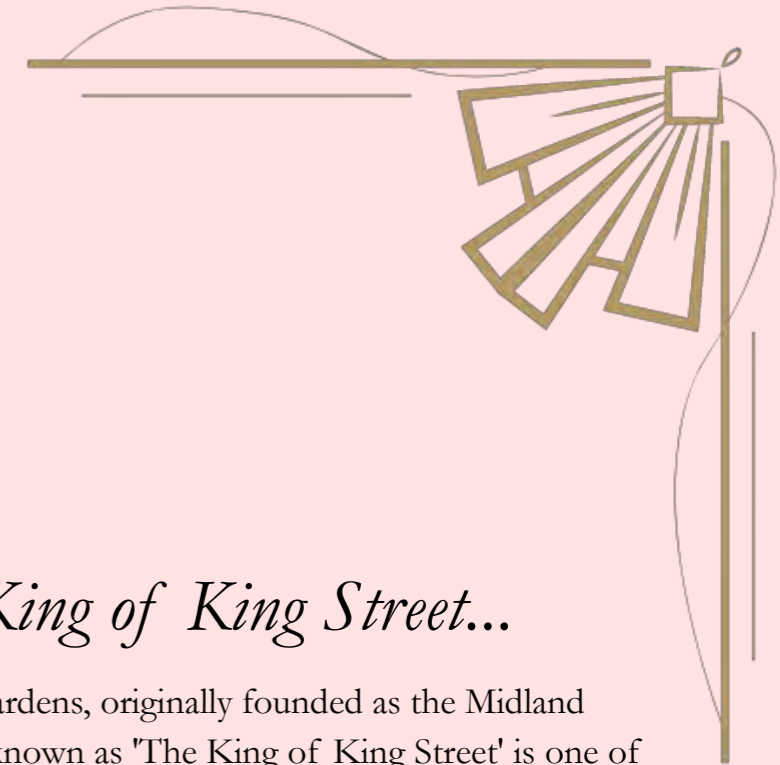 King of King Street...
ardens, originally founded as the Midland
known as 'The King of King Street' is one of